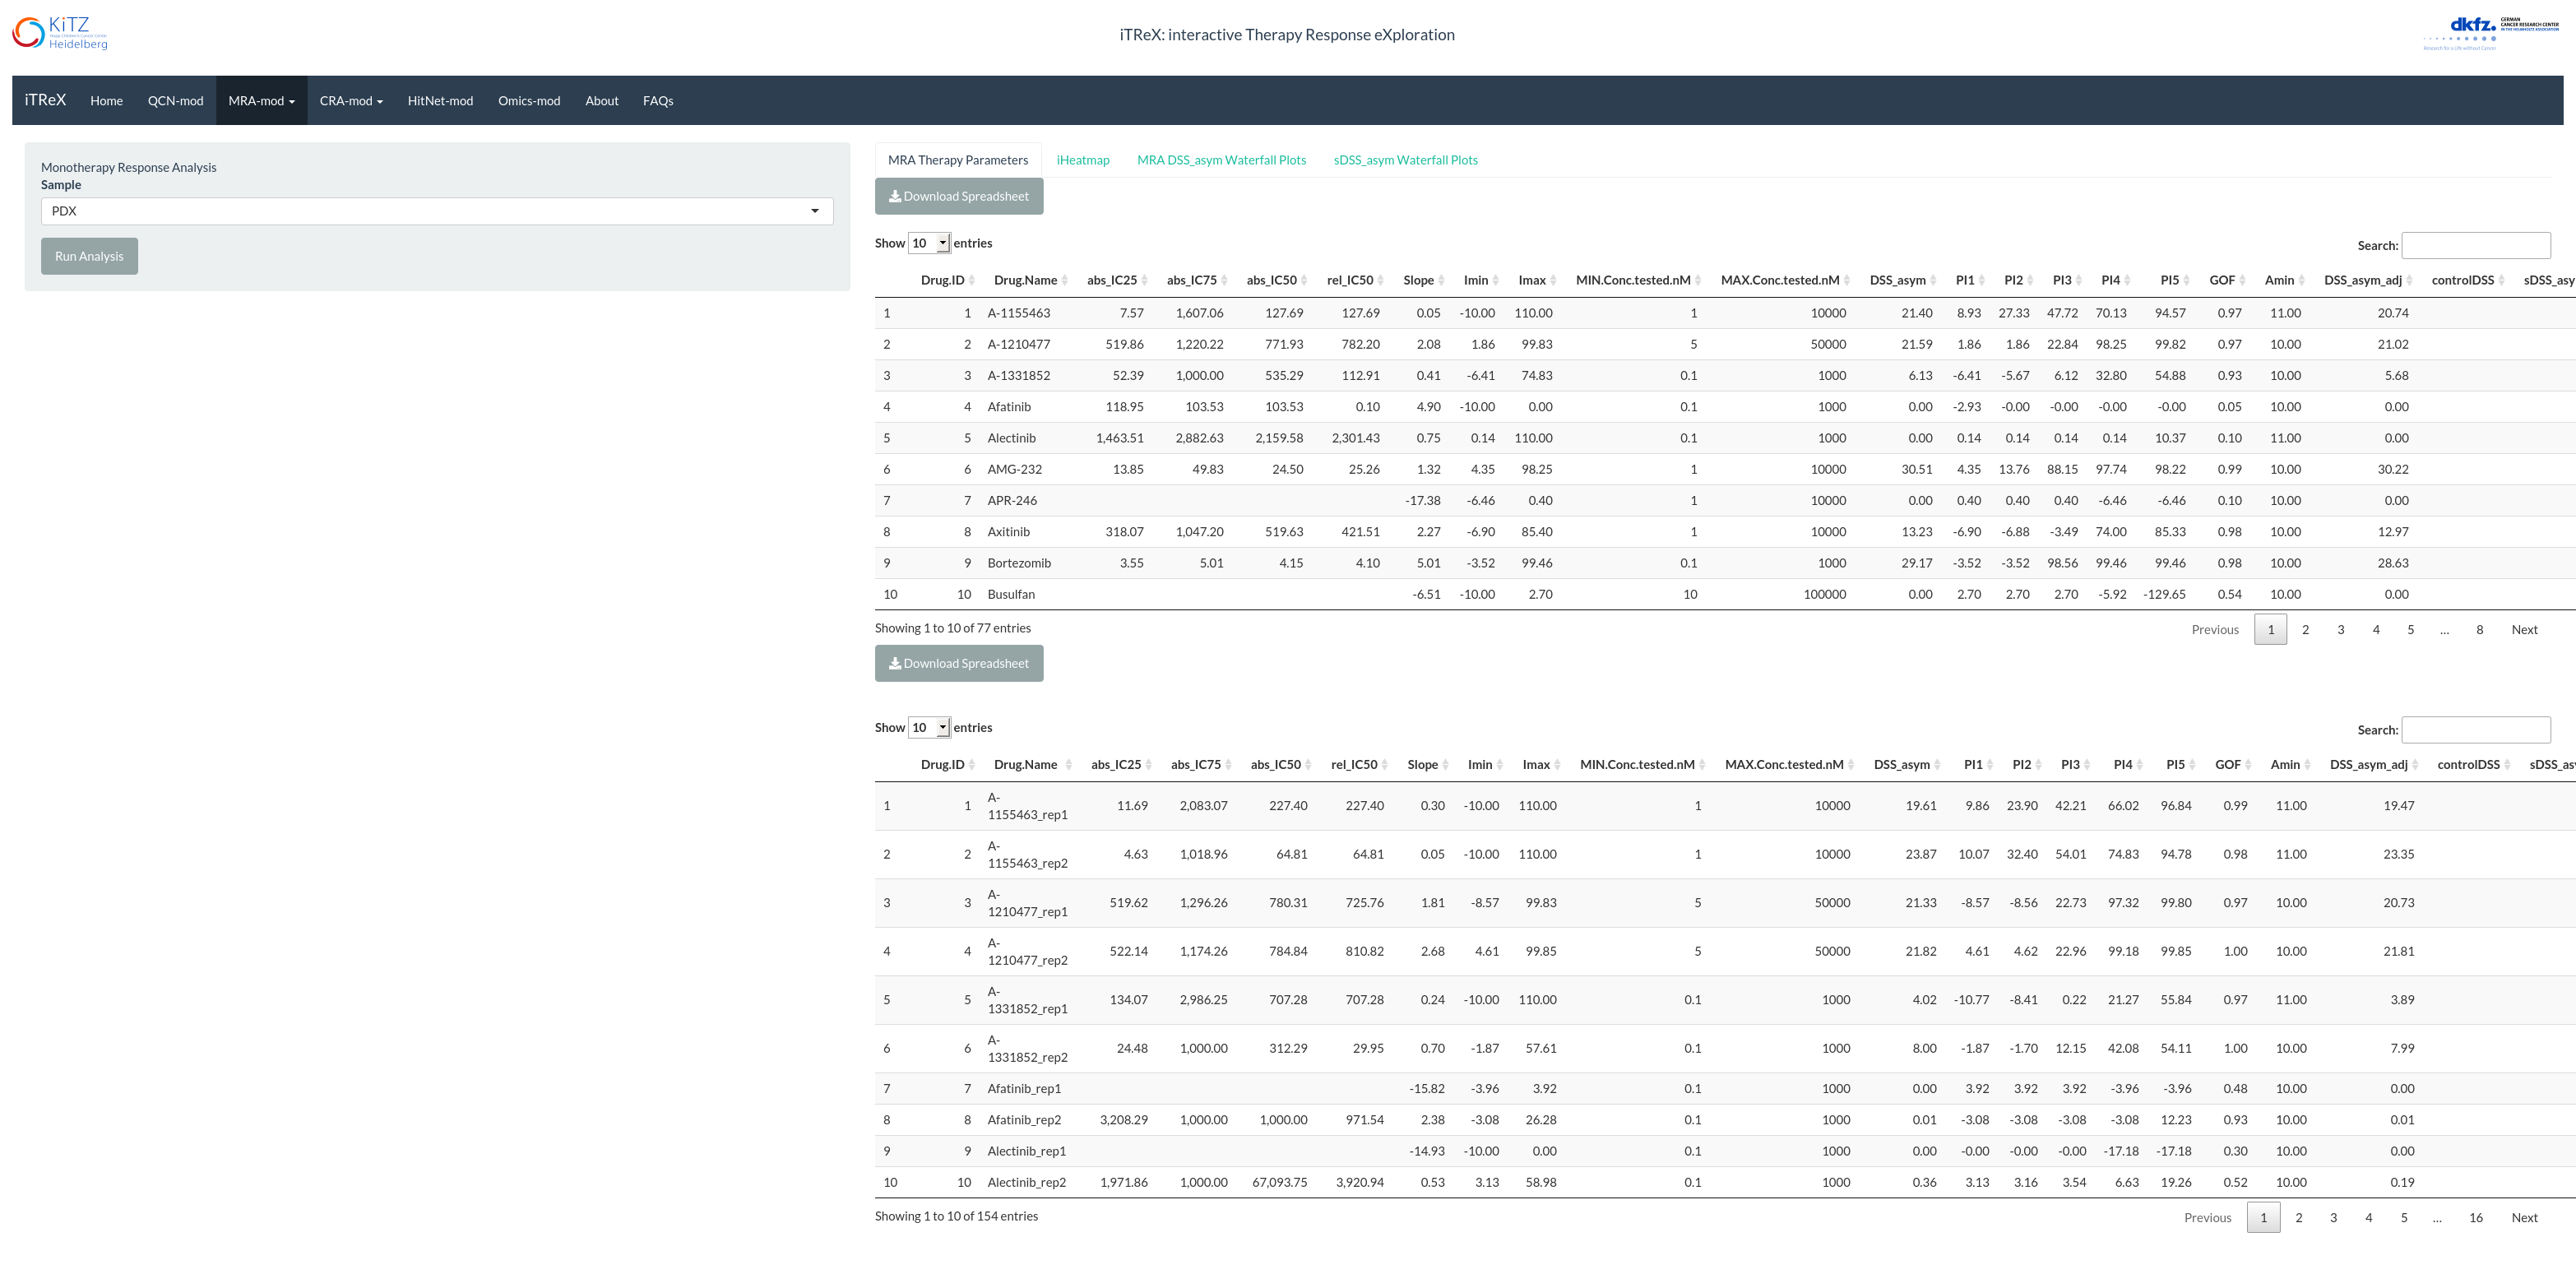 KiTZ
Heidelberg
iTReX: interactive Therapy Response eXploration
dkfz.
GERMAN
CANCER RESEARCH CENTER
IN THE HELMHOLTZ ASSOCIATION
Research for a Life without Cancer
iTReX Home QCN-mod MRA-mod CRA-mod HitNet-mod Omics-mod About FAQs
Monotherapy Response Analysis
Sample
PDX
Run Analysis
MRA Therapy Parameters iHeatmap MRA DSS_asym Waterfall Plots sDSS_asym Waterfall Plots
Download Spreadsheet
Show 10 entries Search:
Drug.ID Drug.Name abs_IC25 abs_IC75 abs_IC50 rel_IC50 Slope Imin Imax MIN.Conc.tested.nM MAX.Conc.tested.nM DSS_asym PI1 PI2 PI3 PI4 PI5 GOF Amin DSS_asym_adj controlDSS sDSS_asy
1 1 A-1155463 7.57 1,607.06 127.69 127.69 0.05 -10.00 110.00 1 10000 21.40 8.93 27.33 47.72 70.13 94.57 0.97 11.00 20.74
2 2 A-1210477 519.86 1,220.22 771.93 782.20 2.08 1.86 99.83 5 50000 21.59 1.86 1.86 22.84 98.25 99.82 0.97 10.00 21.02
3 3 A-1331852 52.39 1,000.00 535.29 112.91 0.41 -6.41 74.83 0.1 1000 6.13 -6.41 -5.67 6.12 32.80 54.88 0.93 10.00 5.68
4 4 Afatinib 118.95 103.53 103.53 0.10 4.90 -10.00 0.00 0.1 1000 0.00 -2.93 -0.00 -0.00 -0.00 -0.00 0.05 10.00 0.00
5 5 Alectinib 1,463.51 2,882.63 2,159.58 2,301.43 0.75 0.14 110.00 0.1 1000 0.00 0.14 0.14 0.14 0.14 10.37 0.10 11.00 0.00
6 6 AMG-232 13.85 49.83 24.50 25.26 1.32 4.35 98.25 1 10000 30.51 4.35 13.76 88.15 97.74 98.22 0.99 10.00 30.22
7 7 APR-246 -17.38 -6.46 0.40 1 10000 0.00 0.40 0.40 0.40 -6.46 -6.46 0.10 10.00 0.00
8 8 Axitinib 318.07 1,047.20 519.63 421.51 2.27 -6.90 85.40 1 10000 13.23 -6.90 -6.88 -3.49 74.00 85.33 0.98 10.00 12.97
9 9 Bortezomib 3.55 5.01 4.15 4.10 5.01 -3.52 99.46 0.1 1000 29.17 -3.52 -3.52 98.56 99.46 99.46 0.98 10.00 28.63
10 10 Busulfan -6.51 -10.00 2.70 10 100000 0.00 2.70 2.70 2.70 -5.92 -129.65 0.54 10.00 0.00
Showing 1 to 10 of 77 entries Previous 1 2 3 4 5 … 8 Next
Download Spreadsheet
Show 10 entries Search:
Drug.ID Drug.Name abs_IC25 abs_IC75 abs_IC50 rel_IC50 Slope Imin Imax MIN.Conc.tested.nM MAX.Conc.tested.nM DSS_asym PI1 PI2 PI3 PI4 PI5 GOF Amin DSS_asym_adj controlDSS sDSS_as
1 1 A-
1155463_rep1 11.69 2,083.07 227.40 227.40 0.30 -10.00 110.00 1 10000 19.61 9.86 23.90 42.21 66.02 96.84 0.99 11.00 19.47
2 2 A-
1155463_rep2 4.63 1,018.96 64.81 64.81 0.05 -10.00 110.00 1 10000 23.87 10.07 32.40 54.01 74.83 94.78 0.98 11.00 23.35
3 3 A-
1210477_rep1 519.62 1,296.26 780.31 725.76 1.81 -8.57 99.83 5 50000 21.33 -8.57 -8.56 22.73 97.32 99.80 0.97 10.00 20.73
4 4 A-
1210477_rep2 522.14 1,174.26 784.84 810.82 2.68 4.61 99.85 5 50000 21.82 4.61 4.62 22.96 99.18 99.85 1.00 10.00 21.81
5 5 A-
1331852_rep1 134.07 2,986.25 707.28 707.28 0.24 -10.00 110.00 0.1 1000 4.02 -10.77 -8.41 0.22 21.27 55.84 0.97 11.00 3.89
6 6 A-
1331852_rep2 24.48 1,000.00 312.29 29.95 0.70 -1.87 57.61 0.1 1000 8.00 -1.87 -1.70 12.15 42.08 54.11 1.00 10.00 7.99
7 7 Afatinib_rep1 -15.82 -3.96 3.92 0.1 1000 0.00 3.92 3.92 3.92 -3.96 -3.96 0.48 10.00 0.00
8 8 Afatinib_rep2 3,208.29 1,000.00 1,000.00 971.54 2.38 -3.08 26.28 0.1 1000 0.01 -3.08 -3.08 -3.08 -3.08 12.23 0.93 10.00 0.01
9 9 Alectinib_rep1 -14.93 -10.00 0.00 0.1 1000 0.00 -0.00 -0.00 -0.00 -17.18 -17.18 0.30 10.00 0.00
10 10 Alectinib_rep2 1,971.86 1,000.00 67,093.75 3,920.94 0.53 3.13 58.98 0.1 1000 0.36 3.13 3.16 3.54 6.63 19.26 0.52 10.00 0.19
Showing 1 to 10 of 154 entries Previous 1 2 3 4 5 … 16 Next